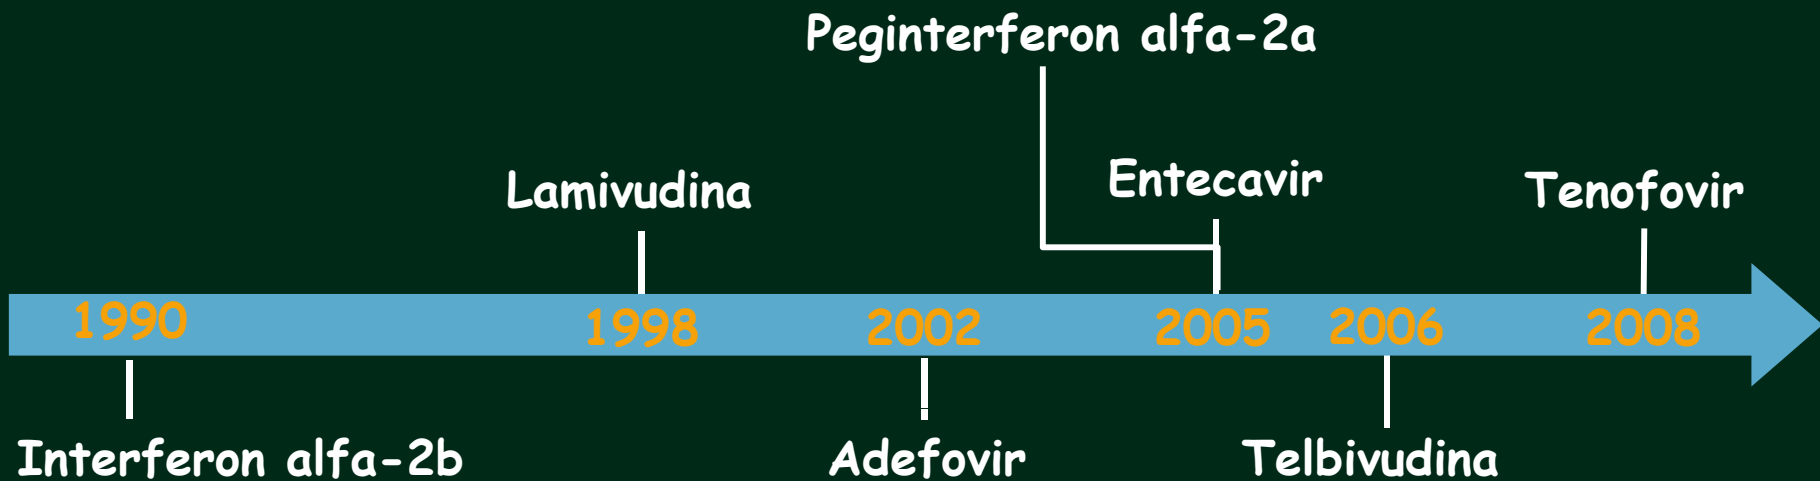 Peginterferon alfa-2a
Lamivudina
Entecavir
Tenofovir
1990
1998
2002
2005
2006
2008
Interferon alfa-2b
Adefovir
Telbivudina